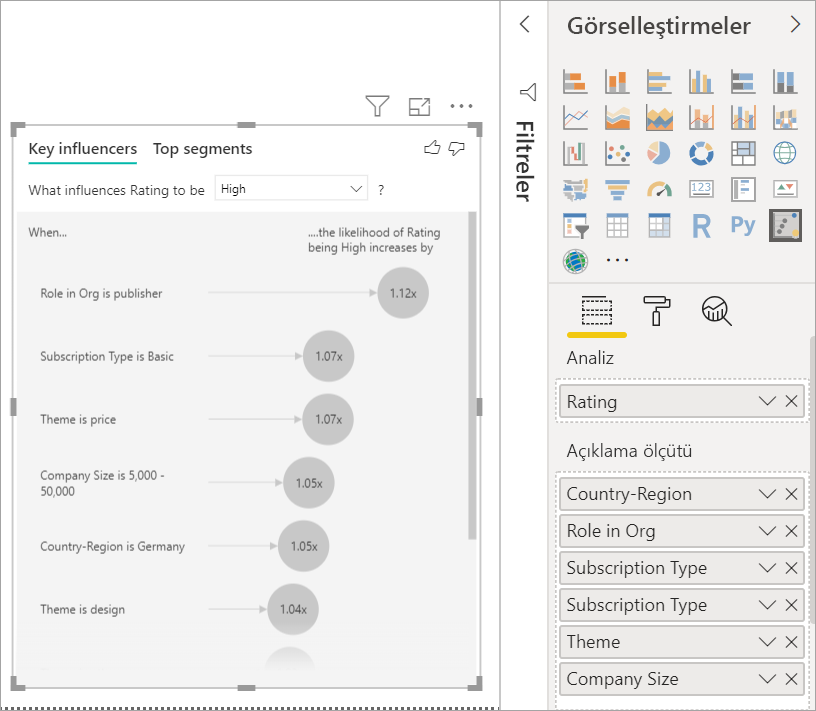 Key influencers
Top segments
What influences Rating to be
High
?
When...
....the likelihood of Rating
being High increases by
Role in Org is publisher
1.12x
Subscription Type is Basic
1.07x
Theme is price
1.07x
Company Size is 5,000 -
50,000
1.05x
Country-Region is Germany
1.05x
Theme is design
1.04x
Filtreler
Görselleştirmeler
123
R
Py
Analiz
Rating
Açıklama ölçütü
Country-Region
Role in Org
Subscription Type
Subscription Type
Theme
Company Size